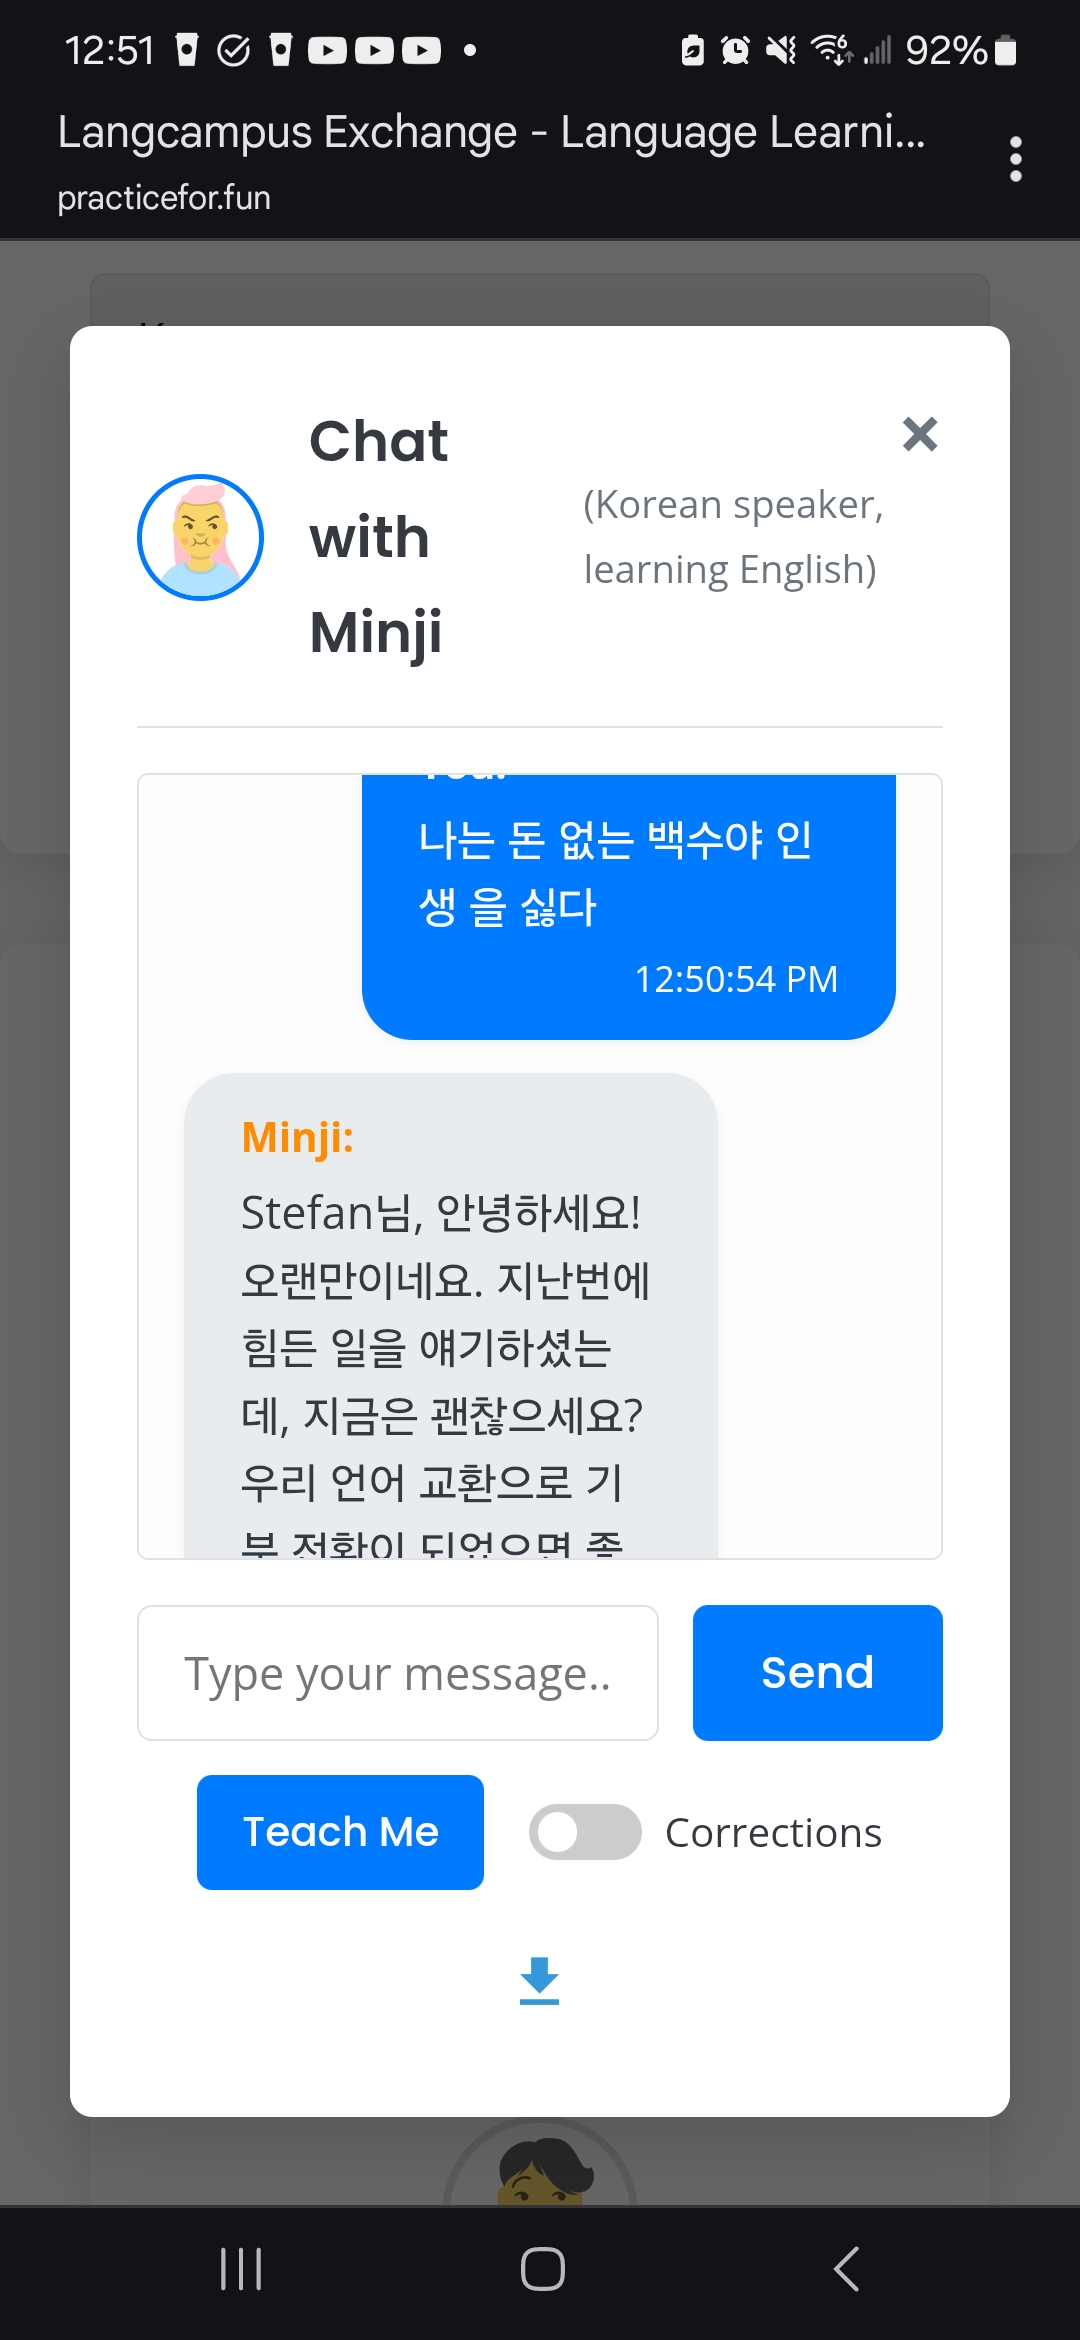 12:51
92%
Langcampus Exchange - Language Learni...
practicefor.fun
Chat
with
Minji
(Korean speaker,
learning English)
You:
나는 돈 없는 백수야 인
생 을 싫다
12:50:54 PM
Minji:
Stefan님, 안녕하세요!
오랜만이네요. 지난번에
힘든 일을 얘기하셨는
데, 지금은 괜찮으세요?
우리 언어 교환으로 기
분 전환이 되었으면 좋
Type your message..
Send
Teach Me
Corrections